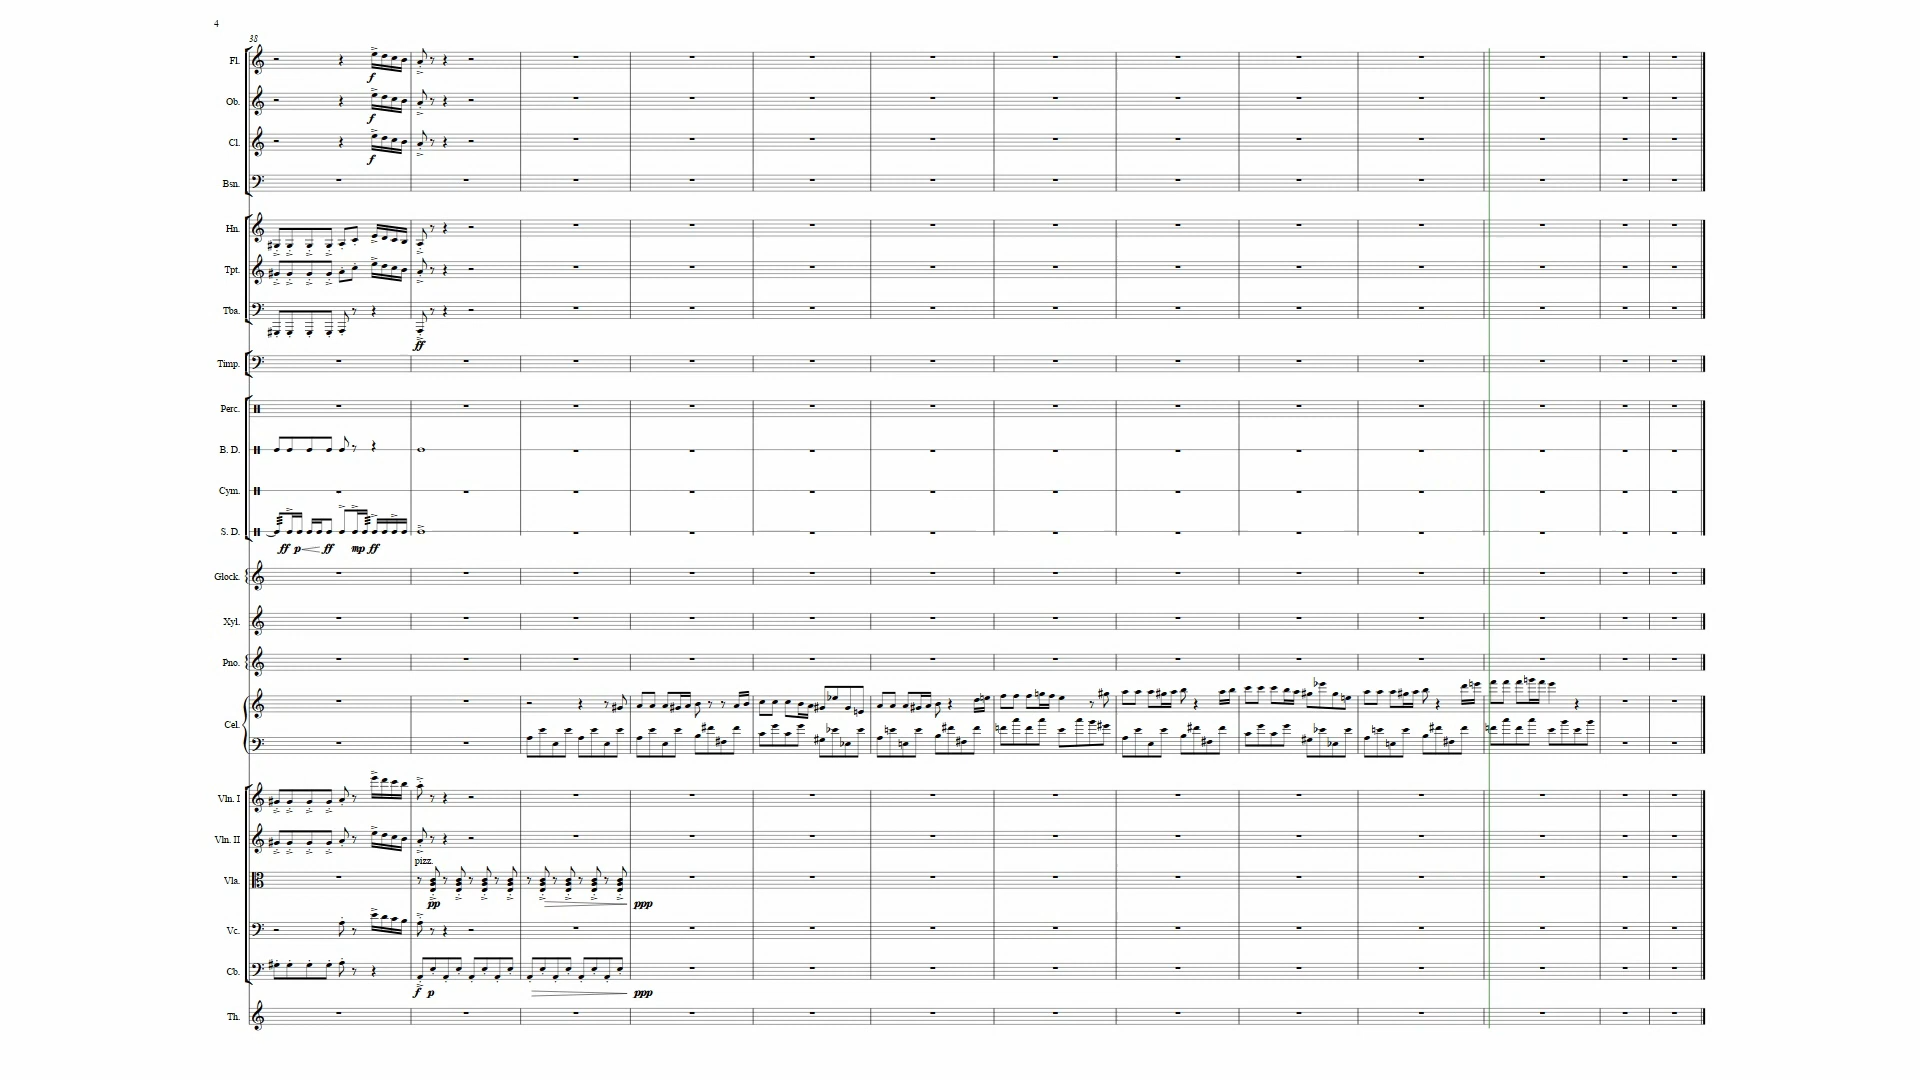 4
38
Fl.
f
Ob.
f
Cl.
f
Bsn.
Hn.
Tpt.
Tba.
ff
Timp.
Perc.
B. D.
Cym.
S. D.
ff p ff mp ff
Glock.
Xyl.
Pno.
Cel.
Vln. I
Vln. II
pizz.
Vla.
pp ppp
Vc.
Cb.
f p ppp
Th.